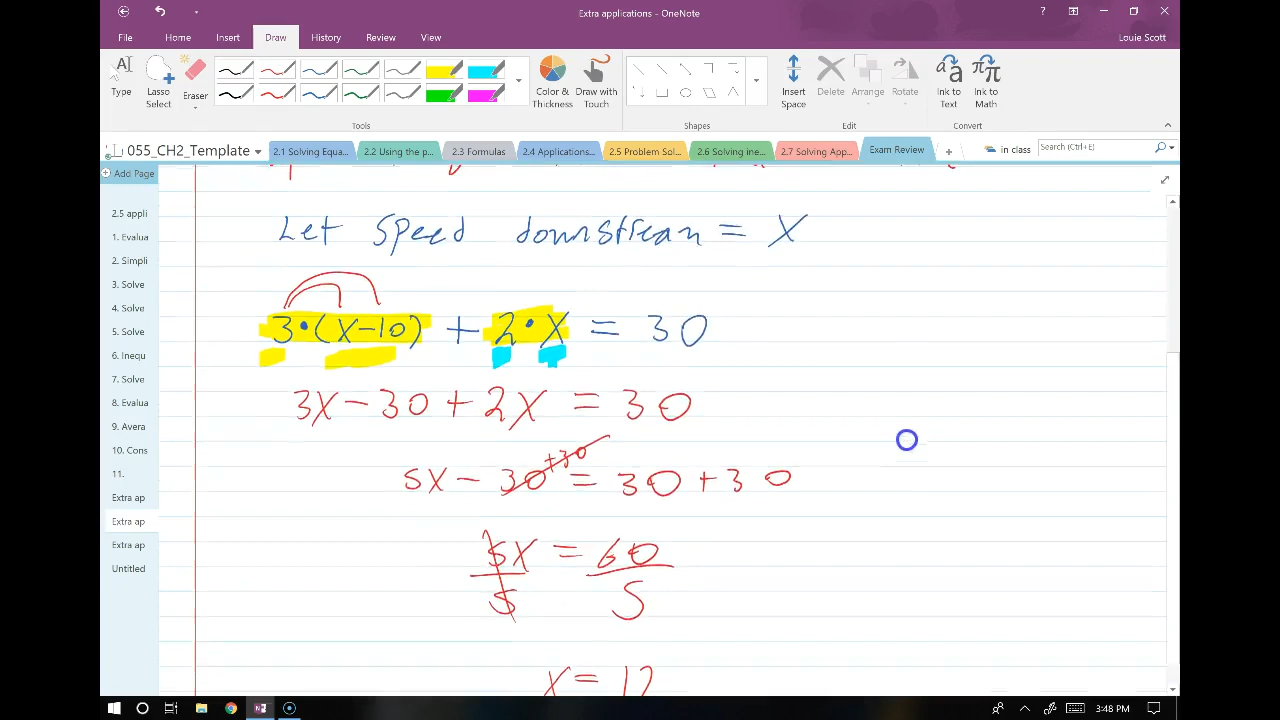 Extra applications - OneNote
Louie Scott
File Home Insert Draw History Review View
Type Lasso Select Eraser Color & Thickness Draw with Touch Insert Space Delete Arrange Rotate Ink to Text Ink to Math
Tools Shapes Edit Convert
055_CH2_Template 2.1 Solving Equa... 2.2 Using the p... 2.3 Formulas 2.4 Applications... 2.5 Problem Sol... 2.6 Solving ine... 2.7 Solving App... Exam Review + in class Search (Ctrl+E)
Add Page
2.5 appli
1. Evalua
2. Simpli
3. Solve
4. Solve
5. Solve
6. Inequ
7. Solve
8. Evalua
9. Avera
10. Cons
11.
Extra ap
Extra ap
Extra ap
Untitled
Let speed downstream = X
3·(X-10) + 2·X = 30
3X - 30 + 2X = 30
5X - 30 +30 = 30 + 30
5X = 60
5 5
X = 12
3:48 PM